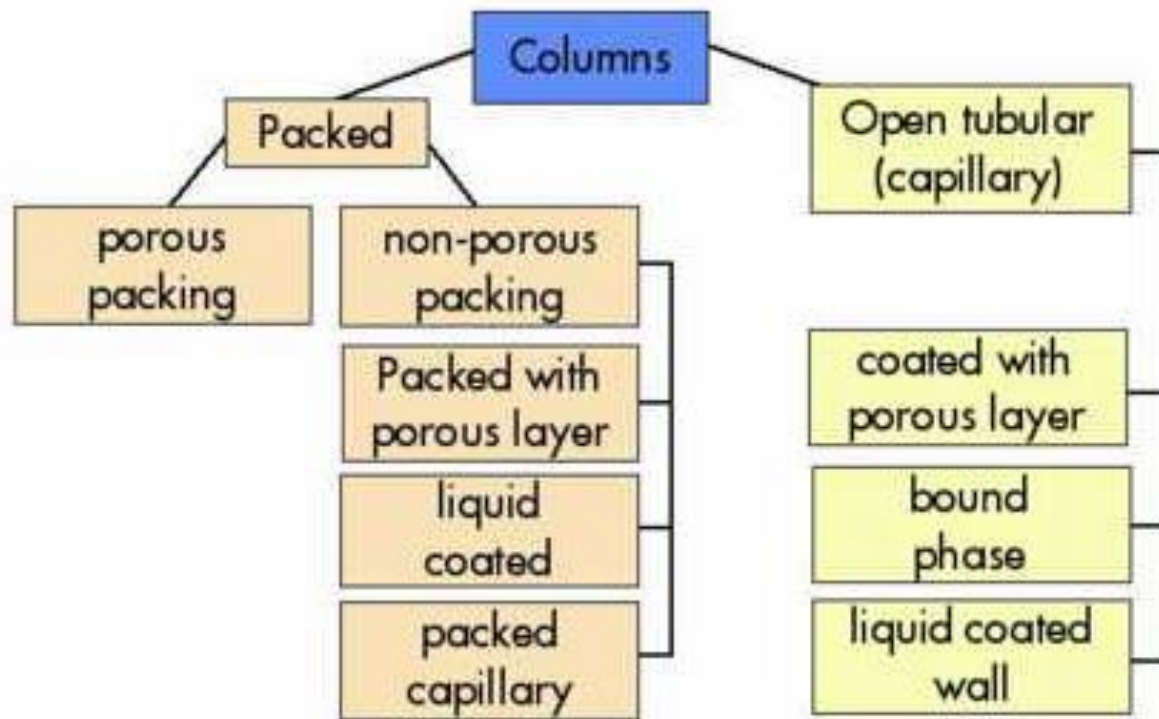 Columns
Packed
Open tubular
(capillary)
porous
packing
non-porous
packing
Packed with
porous layer
liquid
coated
packed
capillary
coated with
porous layer
bound
phase
liquid coated
wall